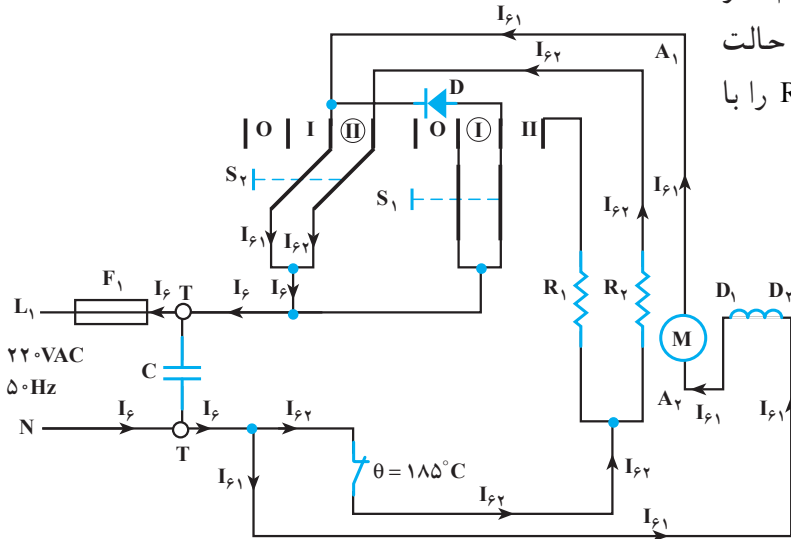 I۶۱
A۱
حالت
I۶۲
R را با
D
O I II O I II
S۲
S۱
I۶۱ I۶۲
I۶۱
I۶۲
F۱
I۶ T I۶ I۶
R۱ R۲
D۱ D۲
L۱
M
۲۲۰VAC
۵۰Hz
C
A۲
I۶۱ I۶۱
N I۶ I۶ I۶۲
T
I۶۱
θ = ۱۸۵°C
I۶۲
I۶۲
I۶۱